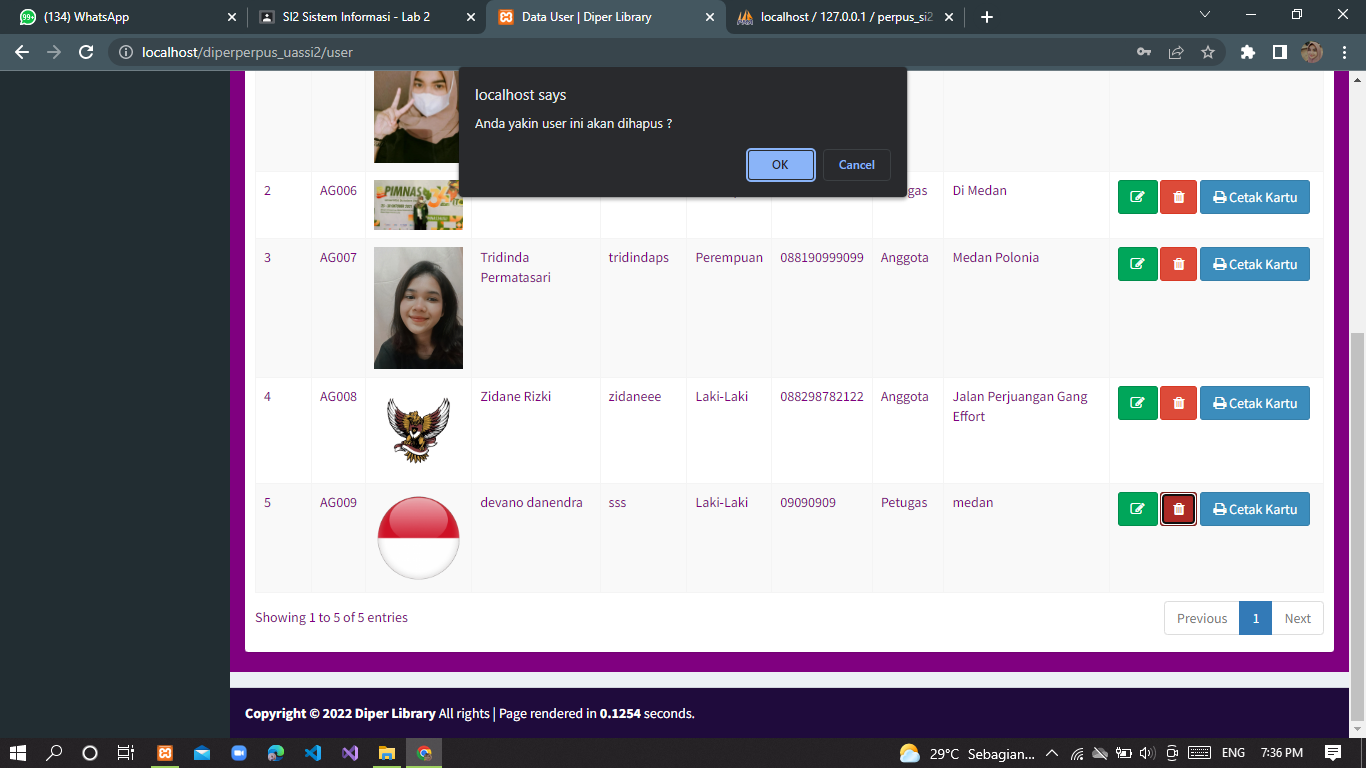 (134) WhatsApp
SI2 Sistem Informasi - Lab 2
Data User | Diper Library
localhost / 127.0.0.1 / perpus_si2
localhost/diperperpus_uassi2/user
localhost says
Anda yakin user ini akan dihapus ?
OK Cancel
2 AG006 PIMNAS Di Medan Cetak Kartu
3 AG007 Tridinda tridindaps Perempuan 088190999099 Anggota Medan Polonia Cetak Kartu
Permatasari
4 AG008 Zidane Rizki zidaneee Laki-Laki 088298782122 Anggota Jalan Perjuangan Gang Cetak Kartu
Effort
5 AG009 devano danendra sss Laki-Laki 09090909 Petugas medan Cetak Kartu
Showing 1 to 5 of 5 entries
Previous 1 Next
Copyright © 2022 Diper Library All rights | Page rendered in 0.1254 seconds.
29°C Sebagian... ENG 7:36 PM